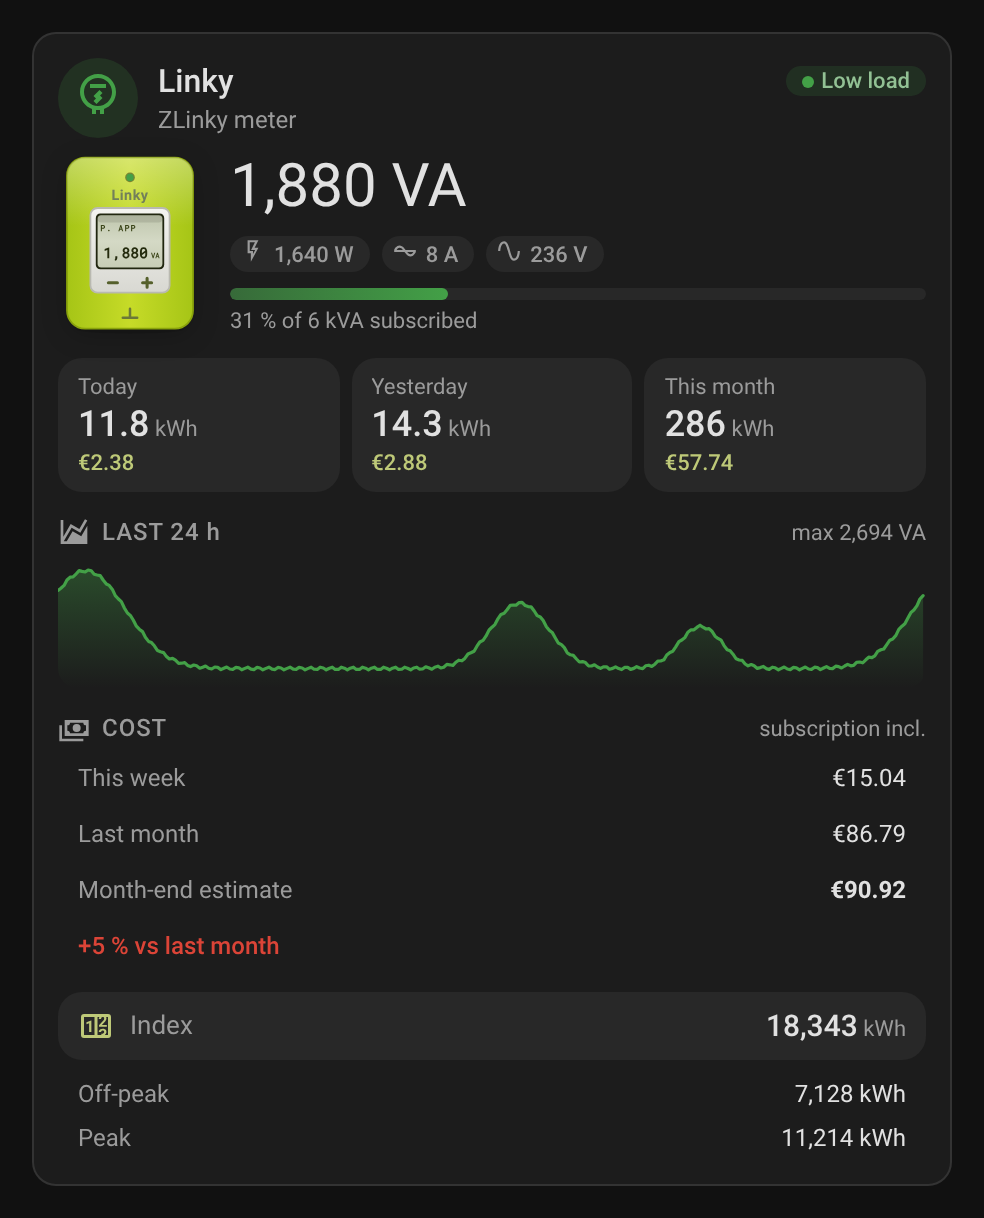 Linky
ZLinky meter
Low load
Linky
P. APP
1,880 VA
1,880 VA
1,640 W
8 A
236 V
31 % of 6 kVA subscribed
Today
11.8 kWh
€2.38
Yesterday
14.3 kWh
€2.88
This month
286 kWh
€57.74
LAST 24 h
max 2,694 VA
COST
subscription incl.
This week
€15.04
Last month
€86.79
Month-end estimate
€90.92
+5 % vs last month
Index
18,343 kWh
Off-peak
7,128 kWh
Peak
11,214 kWh